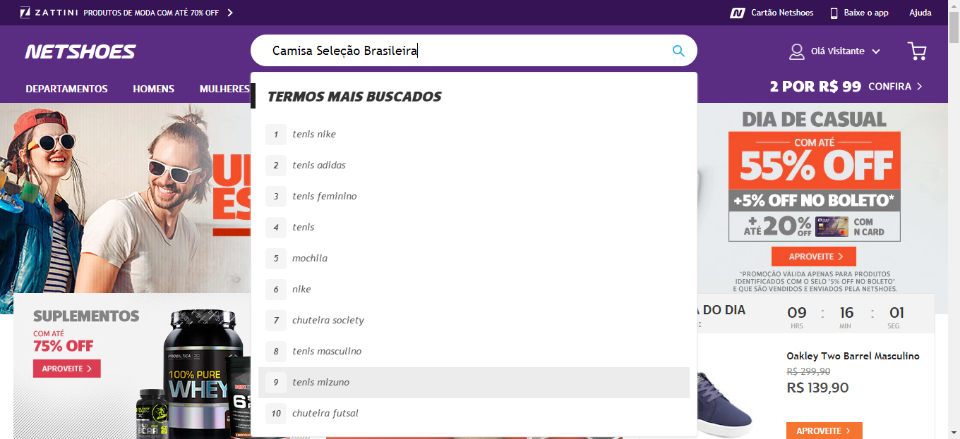 ZATTINI PRODUTOS DE MODA COM ATÉ 70% OFF
Cartão Netshoes
Baixe o app
Ajuda
NETSHOES
Camisa Seleção Brasileira
Olá Visitante
DEPARTAMENTOS
HOMENS
MULHERES
2 POR R$ 99 CONFIRA
TERMOS MAIS BUSCADOS
1 tenis nike
2 tenis adidas
3 tenis feminino
4 tenis
5 mochila
6 nike
7 chuteira society
8 tenis masculino
9 tenis mizuno
10 chuteira futsal
DIA DE CASUAL
COM ATÉ
55% OFF
+5% OFF NO BOLETO*
+ ATÉ 20% OFF COM N CARD
APROVEITE
*PROMOÇÃO VÁLIDA APENAS PARA PRODUTOS
IDENTIFICADOS COM O SELO '5% OFF NO BOLETO'
E QUE SÃO VENDIDOS E ENVIADOS PELA NETSHOES.
SUPLEMENTOS
COM ATÉ
75% OFF
APROVEITE
100% PURE
WHEY
DO DIA
09 : 16 : 01
HRS MIN SEG
Oakley Two Barrel Masculino
R$ 299,90
R$ 139,90
APROVEITE